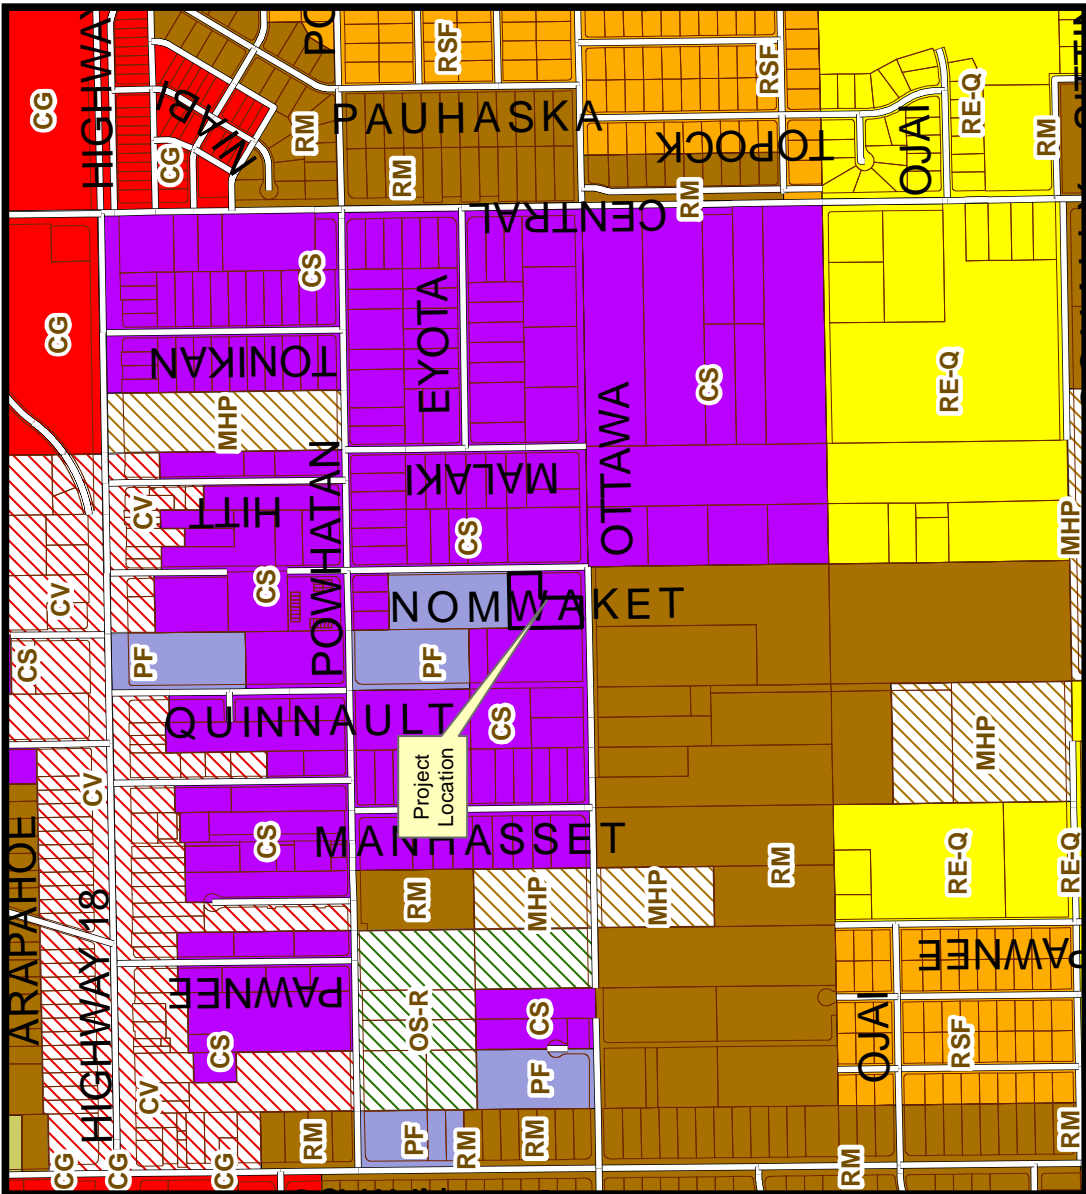 HIGHWAY
PO
RSF
RSF
CG
MIABI
CG
RM
PAUHASKA
RM
TOPOCK
OJAI
RE-Q
RM
RM
CENTRAL
CS
CG
TONIKAN
EYOTA
MHP
OTTAWA
CS
RE-Q
CV
HITT
POWHATAN
MALAKI
CS
MHP
CV
CS
NOMWAKET
CS
PF
PF
QUINNAULT
CS
Project
Location
MHP
CV
ARAPAHOE
CS
MANHASSET
RM
RE-Q
RE-Q
RM
MHP
MHP
HIGHWAY 18
PAWNEE
OS-R
CS
PAWNEE
OJAI
RSF
CS
CV
PF
RM
PF
RM
RM
RM
RM
CG
CG
CG